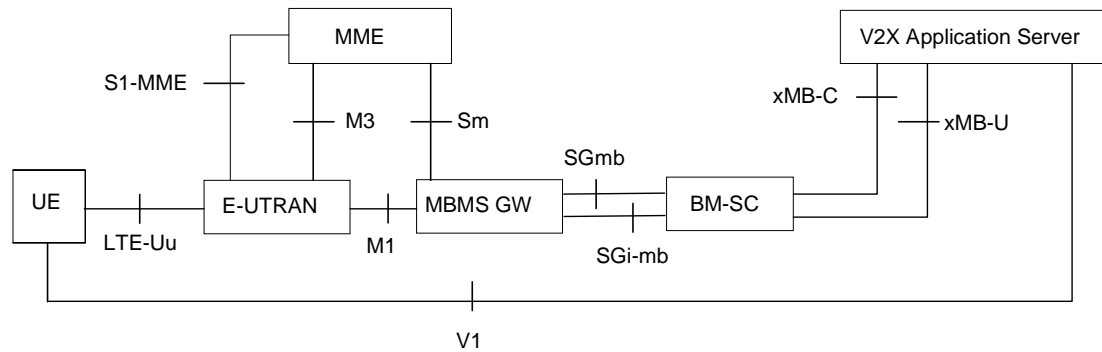 MME
V2X Application Server
S1-MME
xMB-C
M3
Sm
xMB-U
SGmb
UE
E-UTRAN
MBMS GW
BM-SC
LTE-Uu
M1
SGi-mb
V1